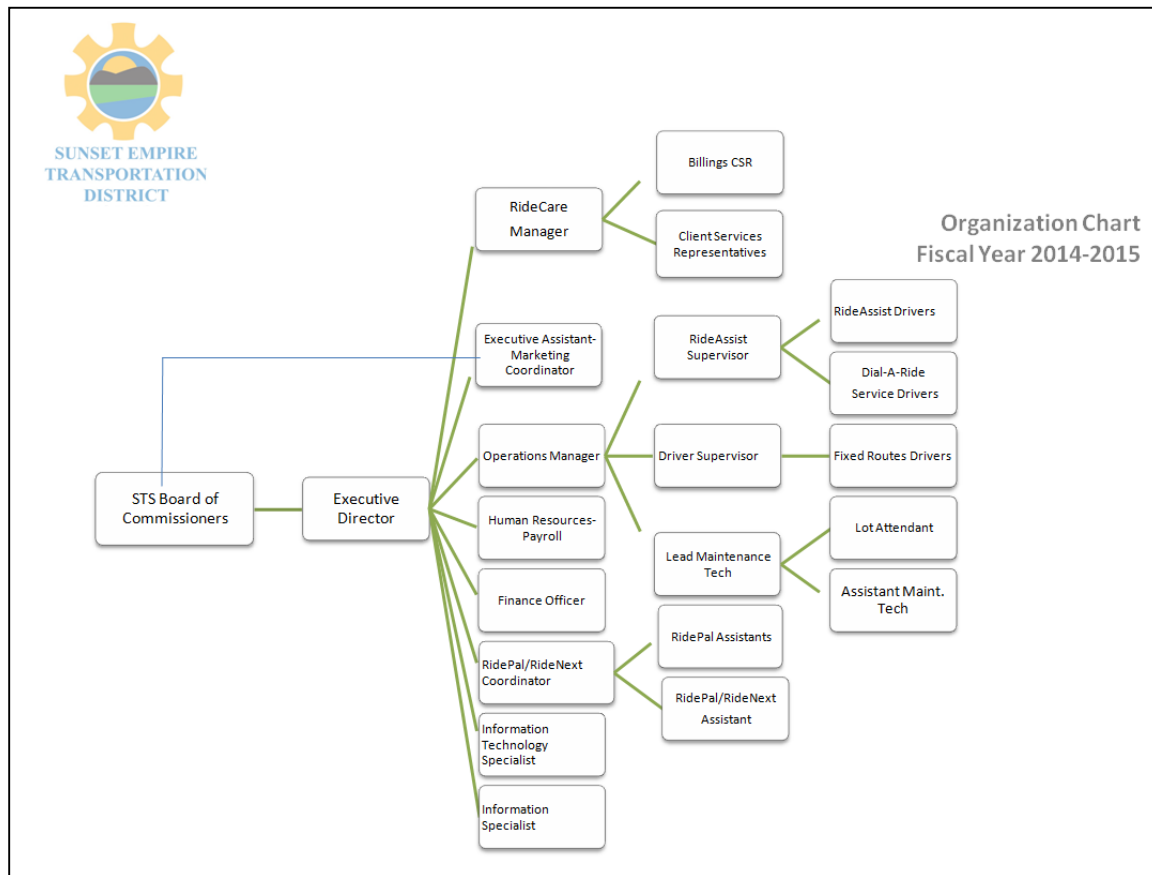 SUNSET EMPIRE
TRANSPORTATION
DISTRICT
Organization Chart
Fiscal Year 2014-2015
STS Board of
Commissioners
Executive
Director
RideCare
Manager
Billings CSR
Client Services
Representatives
Executive Assistant-
Marketing
Coordinator
Operations Manager
RideAssist
Supervisor
RideAssist Drivers
Dial-A-Ride
Service Drivers
Driver Supervisor
Fixed Routes Drivers
Lead Maintenance
Tech
Lot Attendant
Assistant Maint.
Tech
Human Resources-
Payroll
Finance Officer
RidePal/RideNext
Coordinator
RidePal Assistants
RidePal/RideNext
Assistant
Information
Technology
Specialist
Information
Specialist